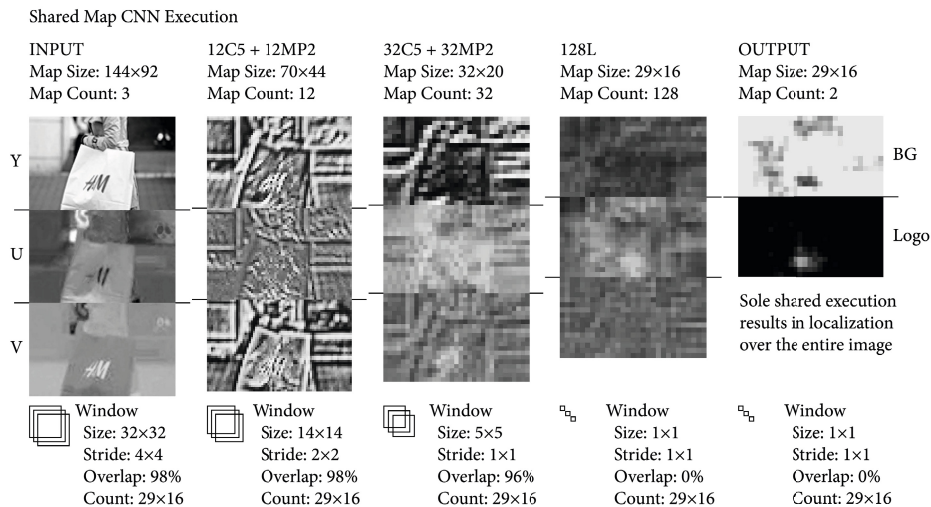 Shared Map CNN Execution
INPUT
Map Size: 144×92
Map Count: 3
12C5 + 12MP2
Map Size: 70×44
Map Count: 12
32C5 + 32MP2
Map Size: 32×20
Map Count: 32
128L
Map Size: 29×16
Map Count: 128
OUTPUT
Map Size: 29×16
Map Count: 2
Y
U
V
H&M
BG
Logo
Sole shared execution
results in localization
over the entire image
Window
Size: 32×32
Stride: 4×4
Overlap: 98%
Count: 29×16
Window
Size: 14×14
Stride: 2×2
Overlap: 98%
Count: 29×16
Window
Size: 5×5
Stride: 1×1
Overlap: 96%
Count: 29×16
Window
Size: 1×1
Stride: 1×1
Overlap: 0%
Count: 29×16
Window
Size: 1×1
Stride: 1×1
Overlap: 0%
Count: 29×16